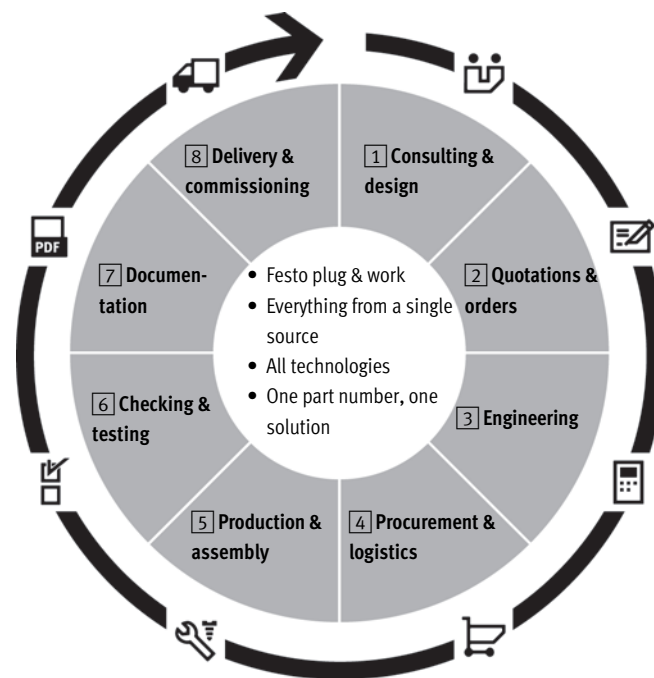 8 Delivery &
commissioning
1 Consulting &
design
PDF
7 Documen-
tation
• Festo plug & work
• Everything from a single
source
• All technologies
• One part number, one
solution
2 Quotations &
orders
6 Checking &
testing
3 Engineering
5 Production &
assembly
4 Procurement &
logistics